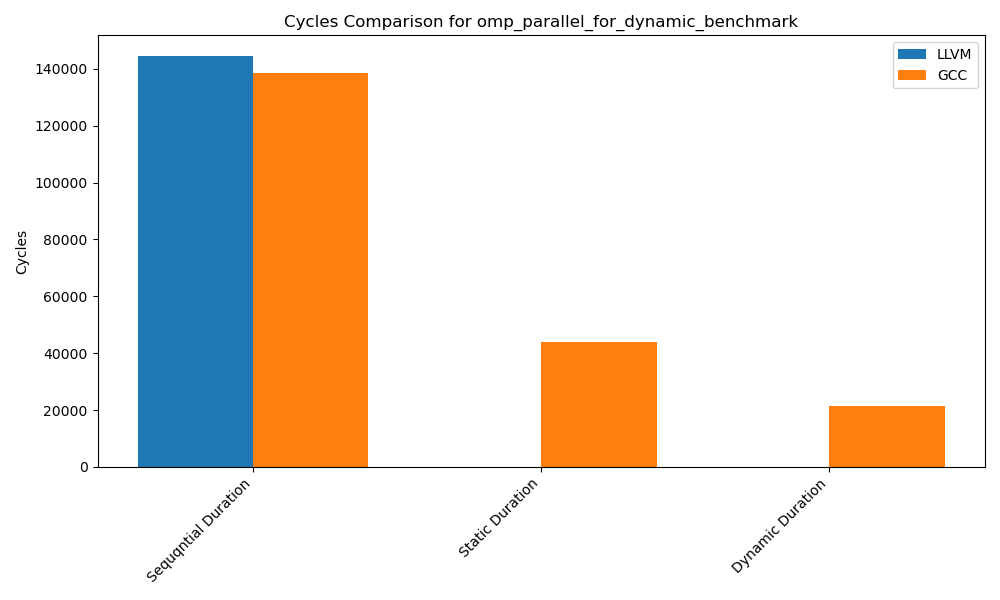 Cycles Comparison for omp_parallel_for_dynamic_benchmark
LLVM
GCC
Cycles
140000
120000
100000
80000
60000
40000
20000
0
Sequqntial Duration
Static Duration
Dynamic Duration